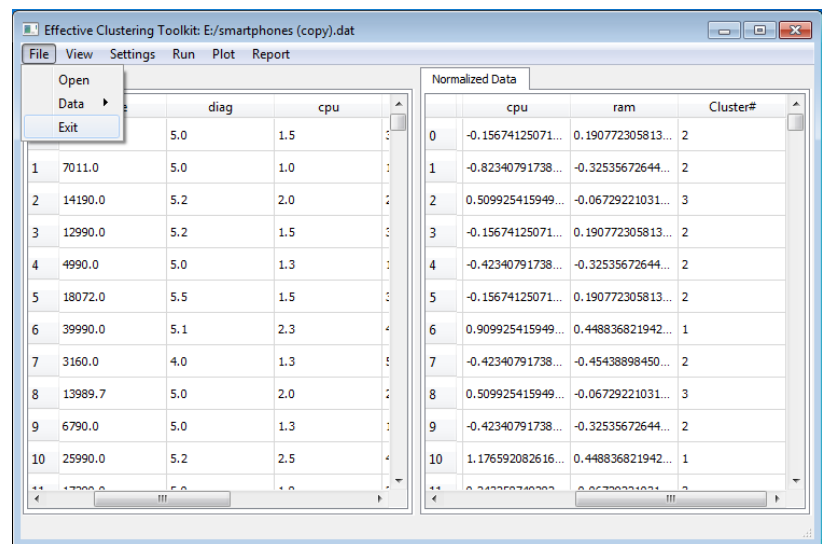 Effective Clustering Toolkit: E:/smartphones (copy).dat
File View Settings Run Plot Report
Open
Data
Exit
Normalized Data
diag cpu
cpu ram Cluster#
5.0 1.5
0 -0.15674125071... 0.190772305813... 2
1 7011.0 5.0 1.0
1 -0.82340791738... -0.32535672644... 2
2 14190.0 5.2 2.0
2 0.509925415949... -0.06729221031... 3
3 12990.0 5.2 1.5
3 -0.15674125071... 0.190772305813... 2
4 4990.0 5.0 1.3
4 -0.42340791738... -0.32535672644... 2
5 18072.0 5.5 1.5
5 -0.15674125071... 0.190772305813... 2
6 39990.0 5.1 2.3
6 0.909925415949... 0.448836821942... 1
7 3160.0 4.0 1.3
7 -0.42340791738... -0.45438898450... 2
8 13989.7 5.0 2.0
8 0.509925415949... -0.06729221031... 3
9 6790.0 5.0 1.3
9 -0.42340791738... -0.32535672644... 2
10 25990.0 5.2 2.5
10 1.176592082616... 0.448836821942... 1